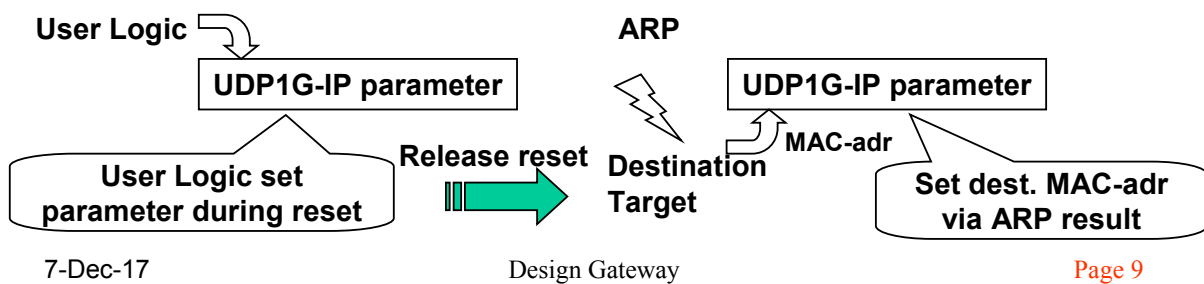 User Logic
UDP1G-IP parameter
User Logic set
parameter during reset
Release reset
ARP
Destination
Target
MAC-adr
UDP1G-IP parameter
Set dest. MAC-adr
via ARP result
7-Dec-17
Design Gateway
Page 9